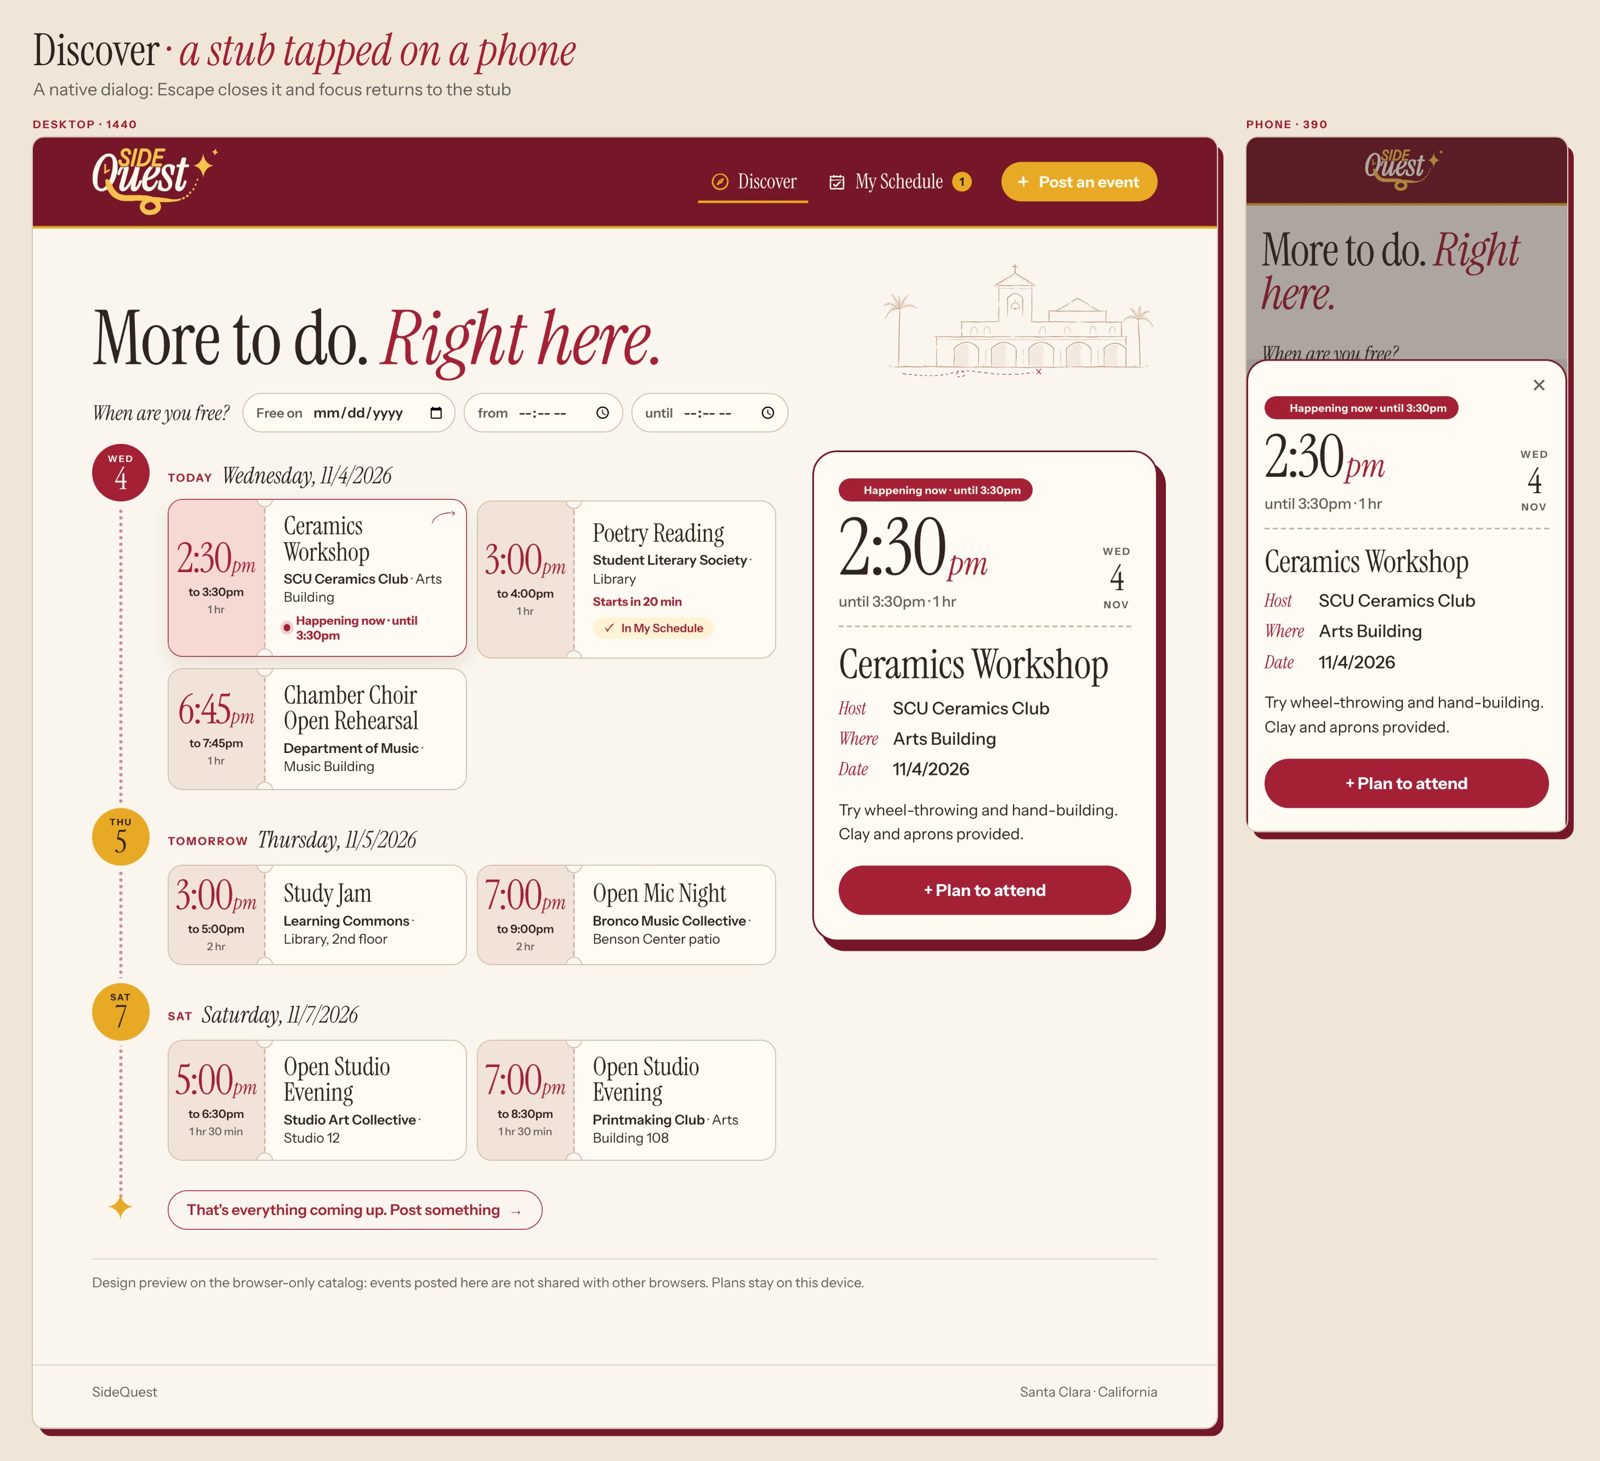 Discover · a stub tapped on a phone
A native dialog: Escape closes it and focus returns to the stub
DESKTOP · 1440
SIDE
Quest
Discover
My Schedule 1
+ Post an event
More to do. Right here.
When are you free?
Free on mm/dd/yyyy
from --:-- --
until --:-- --
WED
4
TODAY Wednesday, 11/4/2026
2:30pm
to 3:30pm
1 hr
Ceramics
Workshop
SCU Ceramics Club · Arts
Building
Happening now · until
3:30pm
3:00pm
to 4:00pm
1 hr
Poetry Reading
Student Literary Society ·
Library
Starts in 20 min
✓ In My Schedule
6:45pm
to 7:45pm
1 hr
Chamber Choir
Open Rehearsal
Department of Music ·
Music Building
THU
5
TOMORROW Thursday, 11/5/2026
3:00pm
to 5:00pm
2 hr
Study Jam
Learning Commons ·
Library, 2nd floor
7:00pm
to 9:00pm
2 hr
Open Mic Night
Bronco Music Collective ·
Benson Center patio
SAT
7
SAT Saturday, 11/7/2026
5:00pm
to 6:30pm
1 hr 30 min
Open Studio
Evening
Studio Art Collective ·
Studio 12
7:00pm
to 8:30pm
1 hr 30 min
Open Studio
Evening
Printmaking Club · Arts
Building 108
That's everything coming up. Post something →
Happening now · until 3:30pm
2:30pm
until 3:30pm · 1 hr
WED
4
NOV
Ceramics Workshop
Host SCU Ceramics Club
Where Arts Building
Date 11/4/2026
Try wheel-throwing and hand-building.
Clay and aprons provided.
+ Plan to attend
Design preview on the browser-only catalog: events posted here are not shared with other browsers. Plans stay on this device.
SideQuest
Santa Clara · California
PHONE · 390
SIDE
Quest
More to do. Right
here.
When are you free?
×
Happening now · until 3:30pm
2:30pm
until 3:30pm · 1 hr
WED
4
NOV
Ceramics Workshop
Host SCU Ceramics Club
Where Arts Building
Date 11/4/2026
Try wheel-throwing and hand-building.
Clay and aprons provided.
+ Plan to attend